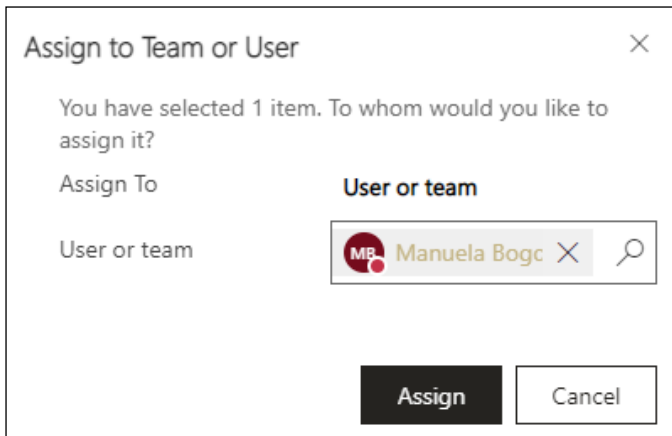 Assign to Team or User
You have selected 1 item. To whom would you like to
assign it?
Assign To User or team
User or team MB Manuela Bogc
Assign Cancel